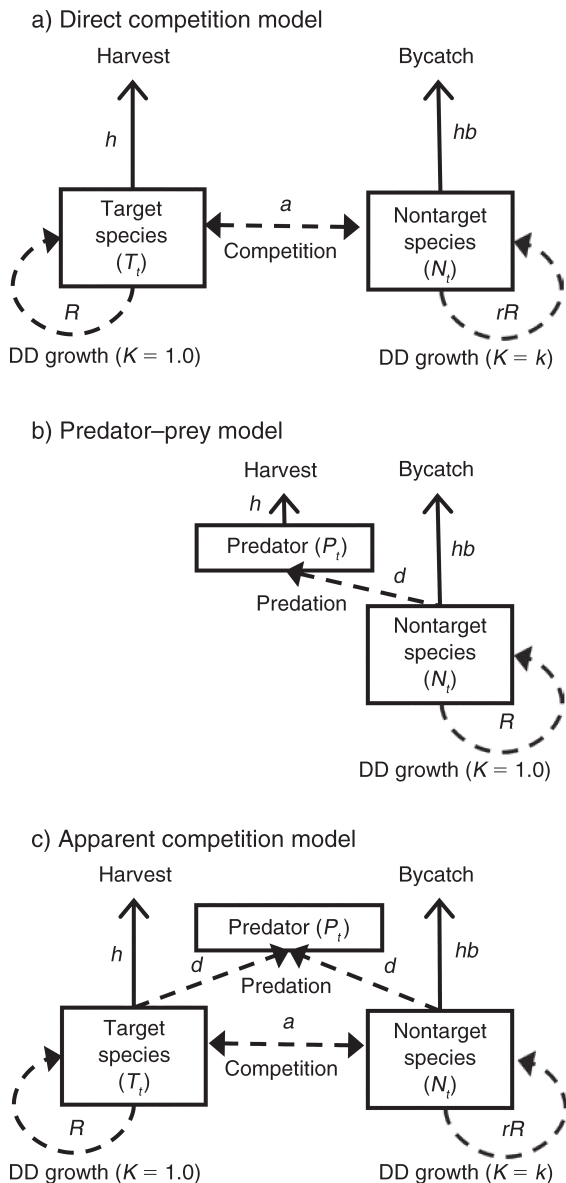 a) Direct competition model
Harvest
Bycatch
h
hb
Target
species
(Tt)
a
Competition
Nontarget
species
(Nt)
R
rR
DD growth (K = 1.0)
DD growth (K = k)
b) Predator–prey model
Harvest
Bycatch
h
Predator (Pt)
hb
d
Predation
Nontarget
species
(Nt)
R
DD growth (K = 1.0)
c) Apparent competition model
Harvest
Bycatch
Predator (Pt)
h
d
d
hb
Predation
Target
species
(Tt)
a
Competition
Nontarget
species
(Nt)
R
rR
DD growth (K = 1.0)
DD growth (K = k)